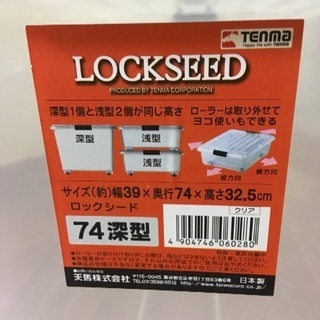 TENMA
Happy life with TENMA
LOCKSEED
PRODUCED BY TENMA CORPORATION
深型1個と浅型2個が同じ高さ
ローラーは取り外せて
ヨコ使いもできる
深型
浅型
浅型
縦方向
横方向
サイズ(約)幅39×奥行74×高さ32.5cm
ロックシード
クリア
74深型
4904746060280
天馬株式会社
日本製